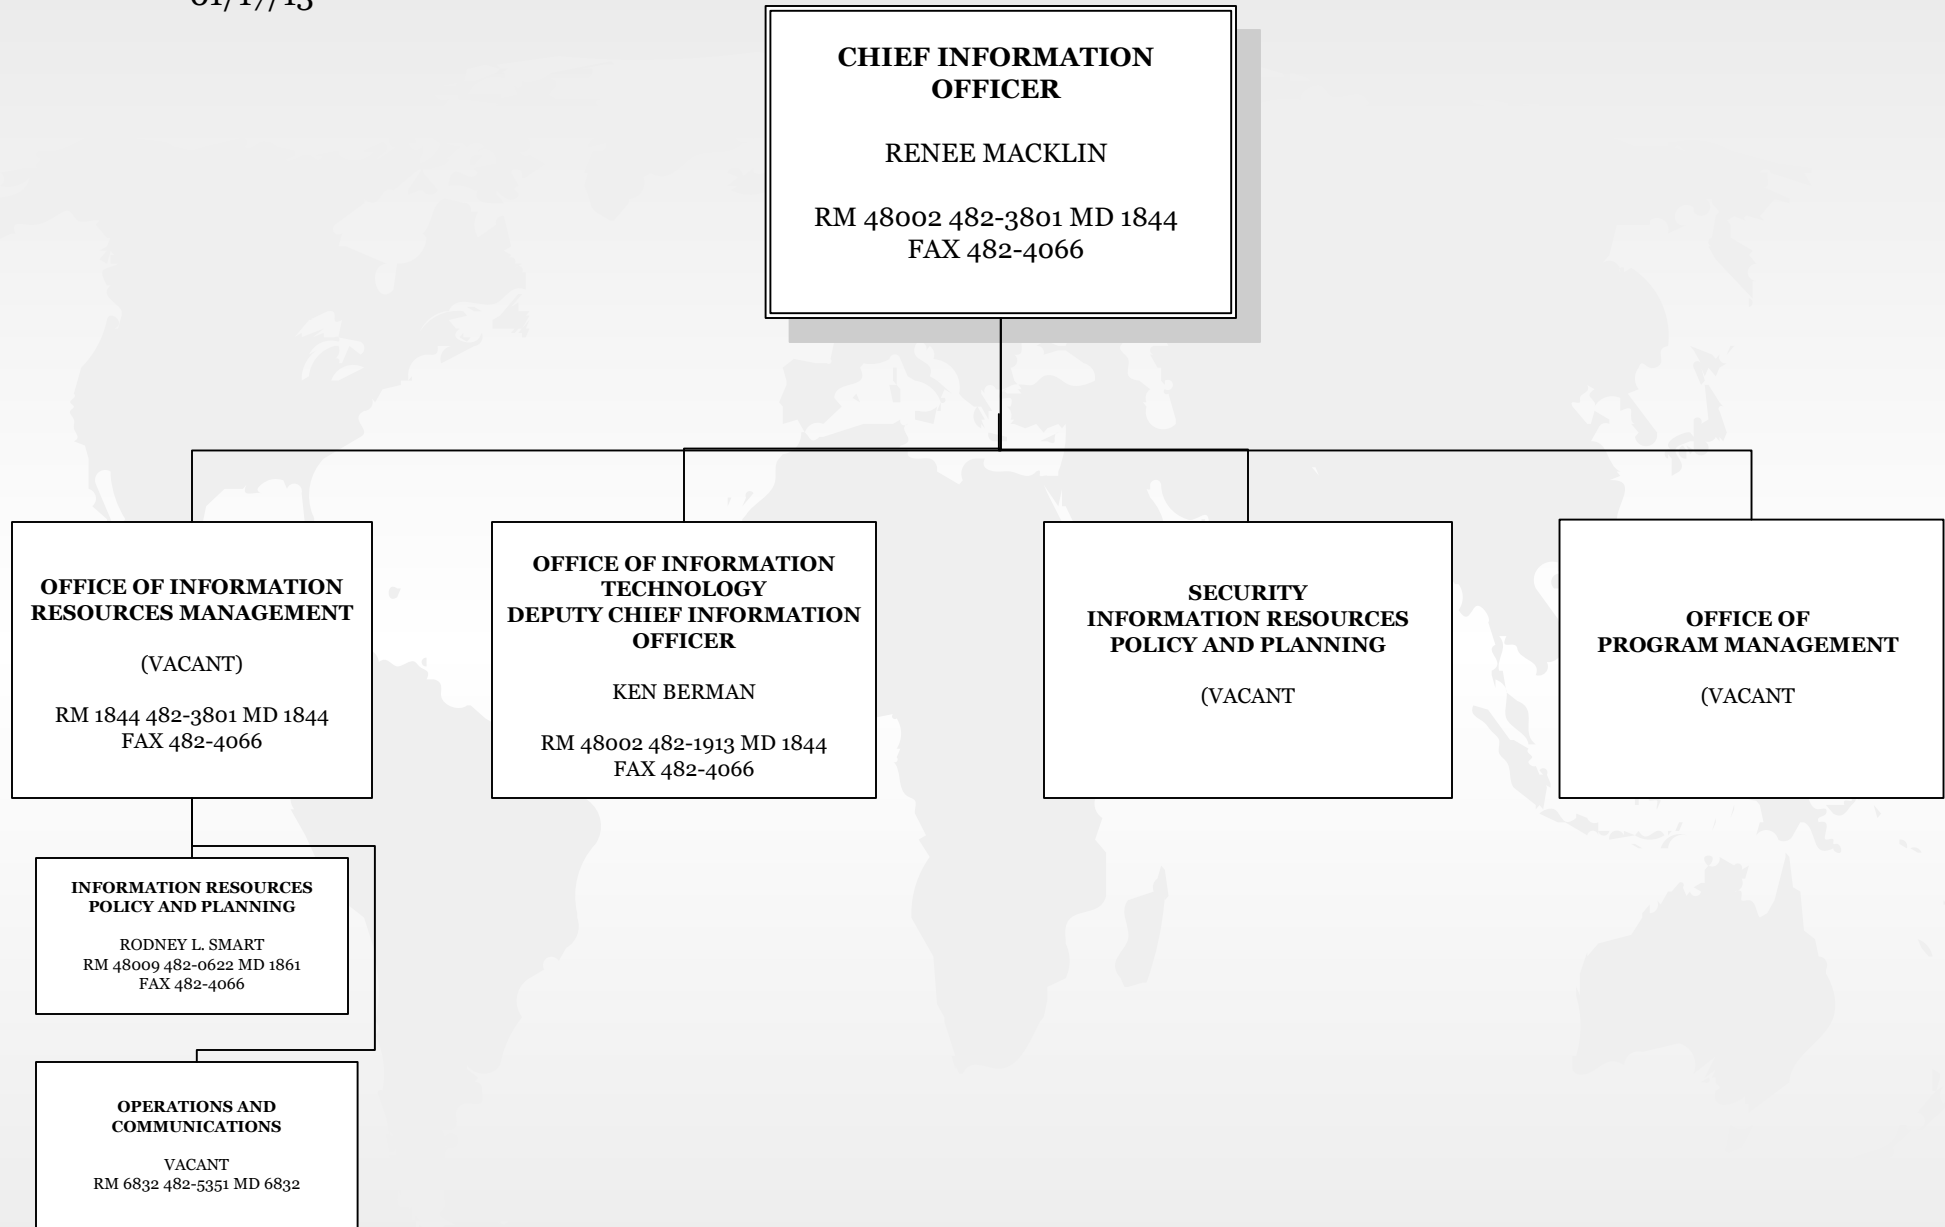 01/17/13
CHIEF INFORMATION
OFFICER
RENEE MACKLIN
RM 48002 482-3801 MD 1844
FAX 482-4066
OFFICE OF INFORMATION
RESOURCES MANAGEMENT
(VACANT)
RM 1844 482-3801 MD 1844
FAX 482-4066
OFFICE OF INFORMATION
TECHNOLOGY
DEPUTY CHIEF INFORMATION
OFFICER
KEN BERMAN
RM 48002 482-1913 MD 1844
FAX 482-4066
SECURITY
INFORMATION RESOURCES
POLICY AND PLANNING
(VACANT
OFFICE OF
PROGRAM MANAGEMENT
(VACANT
INFORMATION RESOURCES
POLICY AND PLANNING
RODNEY L. SMART
RM 48009 482-0622 MD 1861
FAX 482-4066
OPERATIONS AND
COMMUNICATIONS
VACANT
RM 6832 482-5351 MD 6832